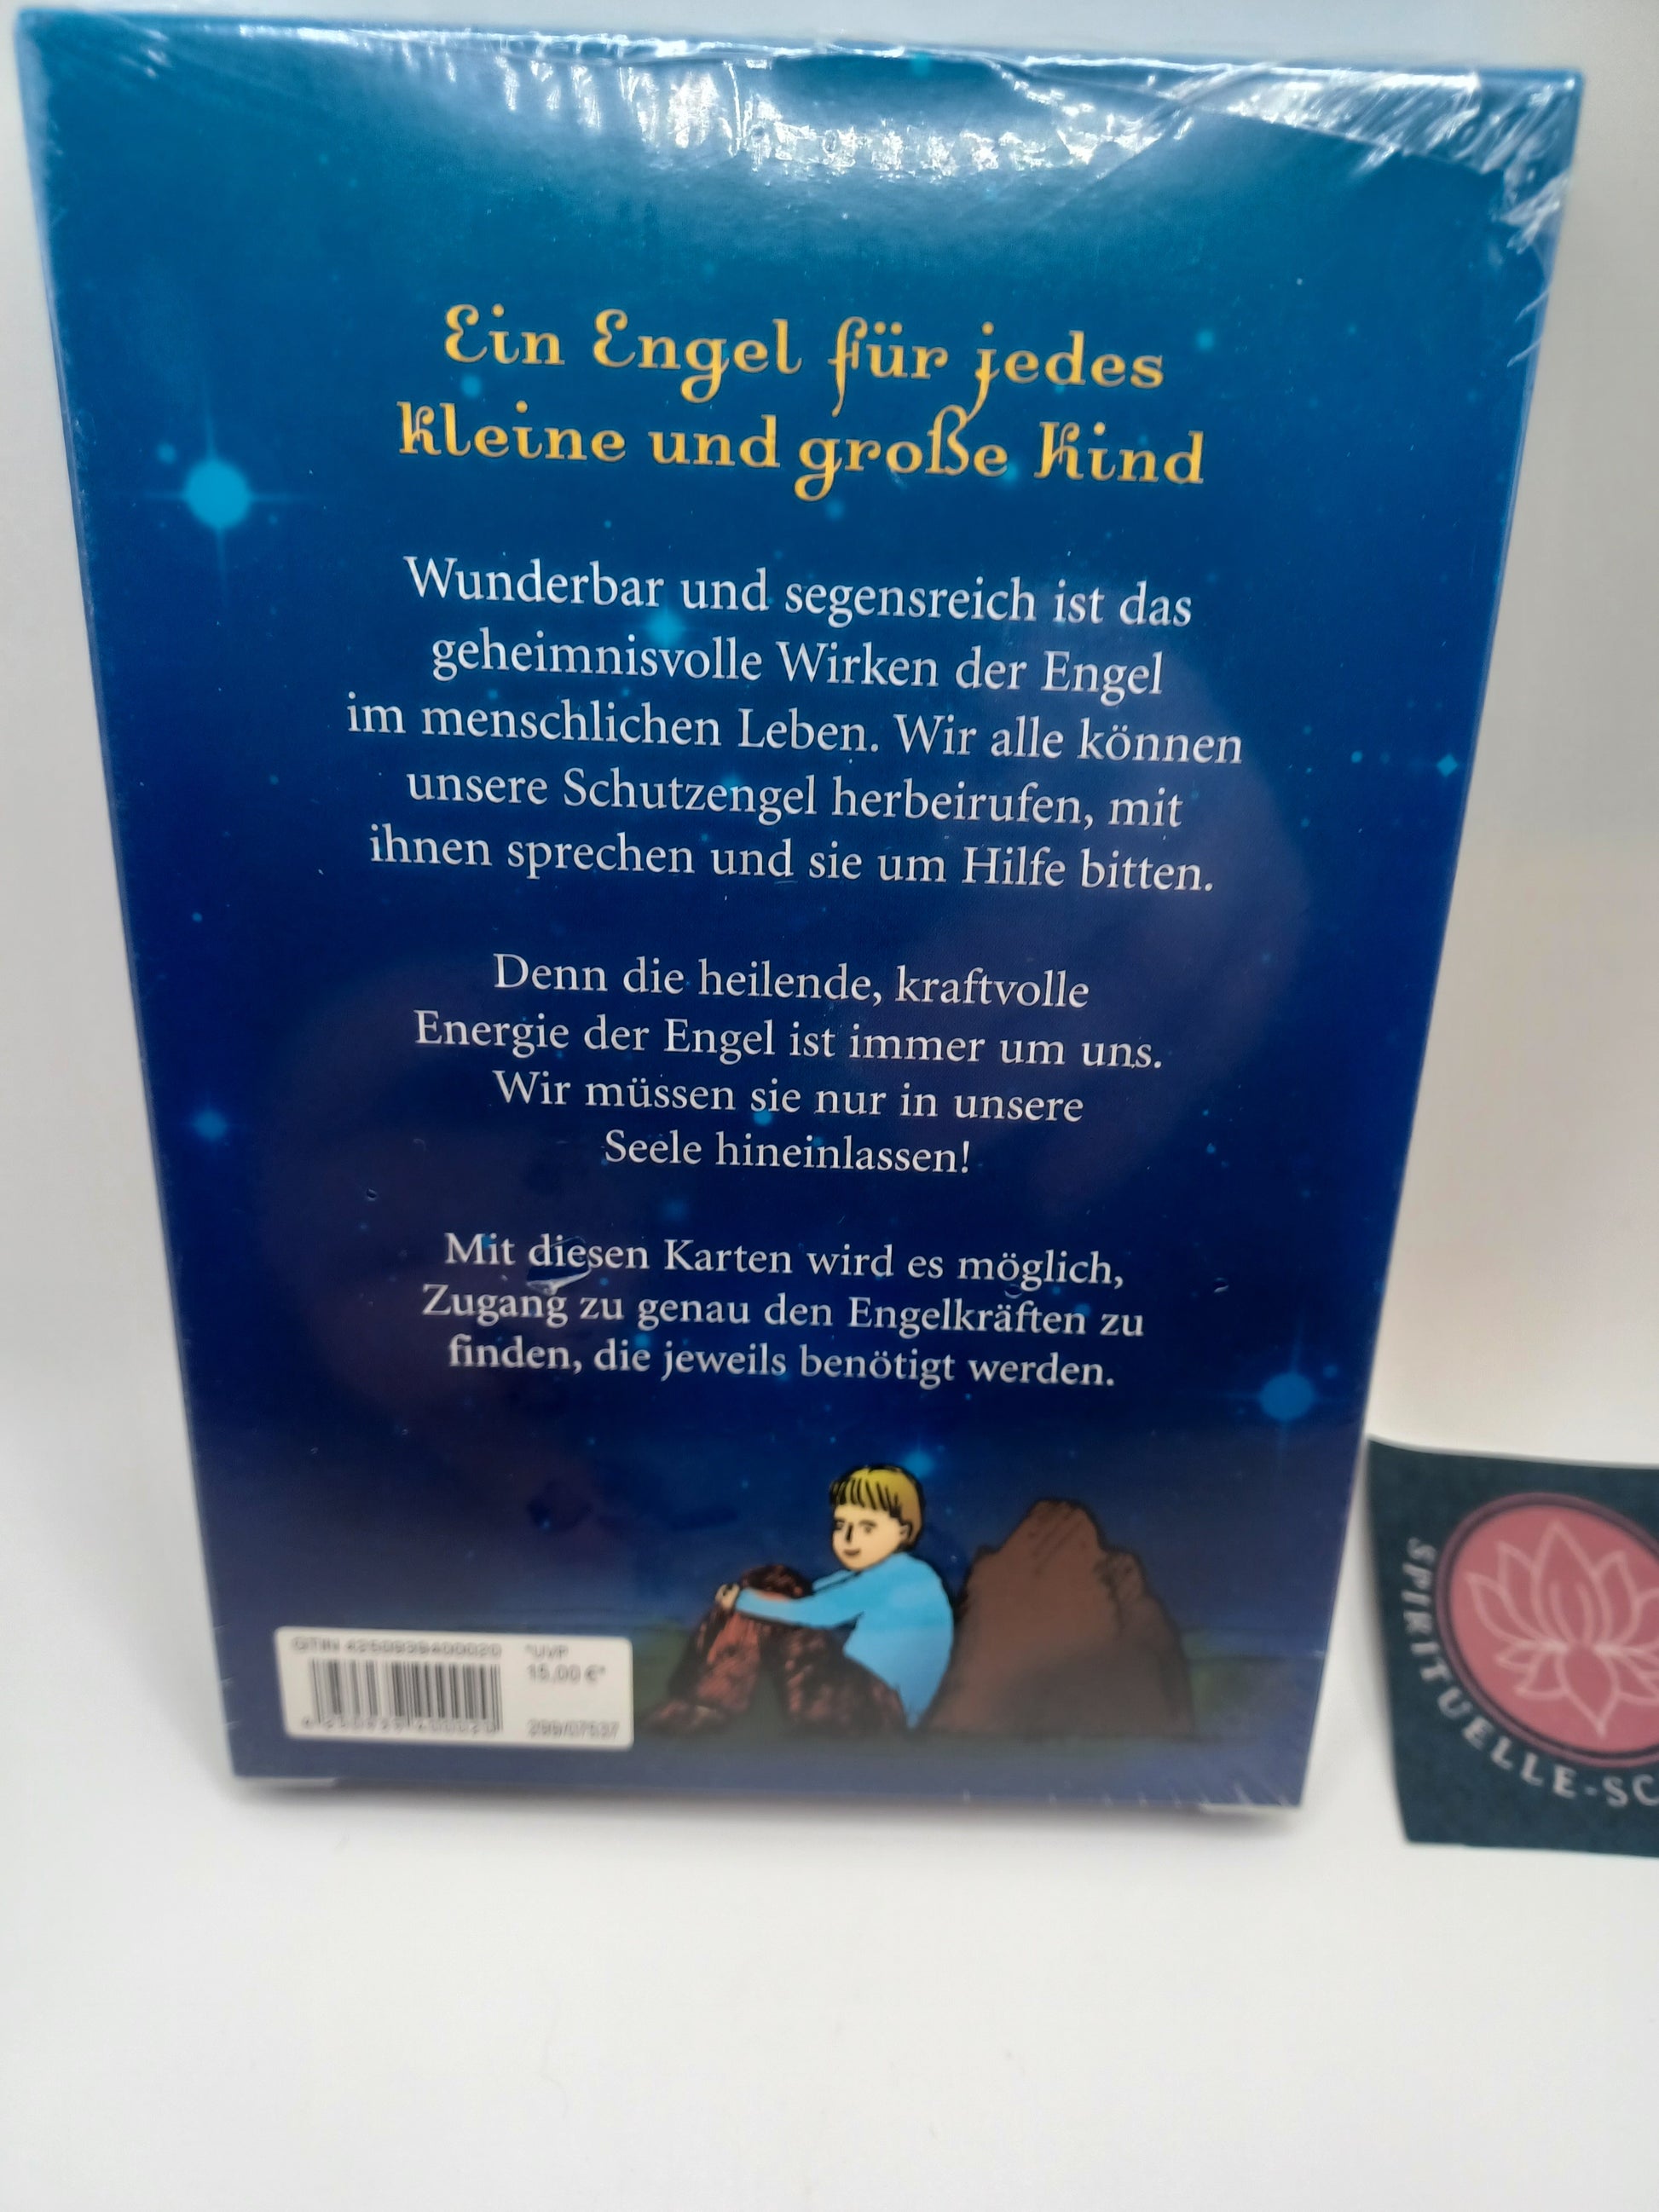 Ein Engel für jedes
kleine und große Kind
Wunderbar und segensreich ist das
geheimnisvolle Wirken der Engel
im menschlichen Leben. Wir alle können
unsere Schutzengel herbeirufen, mit
ihnen sprechen und sie um Hilfe bitten.
Denn die heilende, kraftvolle
Energie der Engel ist immer um uns.
Wir müssen sie nur in unsere
Seele hineinlassen!
Mit diesen Karten wird es möglich,
Zugang zu genau den Engelkräften zu
finden, die jeweils benötigt werden.
GTIN
*UVP
15,00 €*
SPIRITUELLE-SC